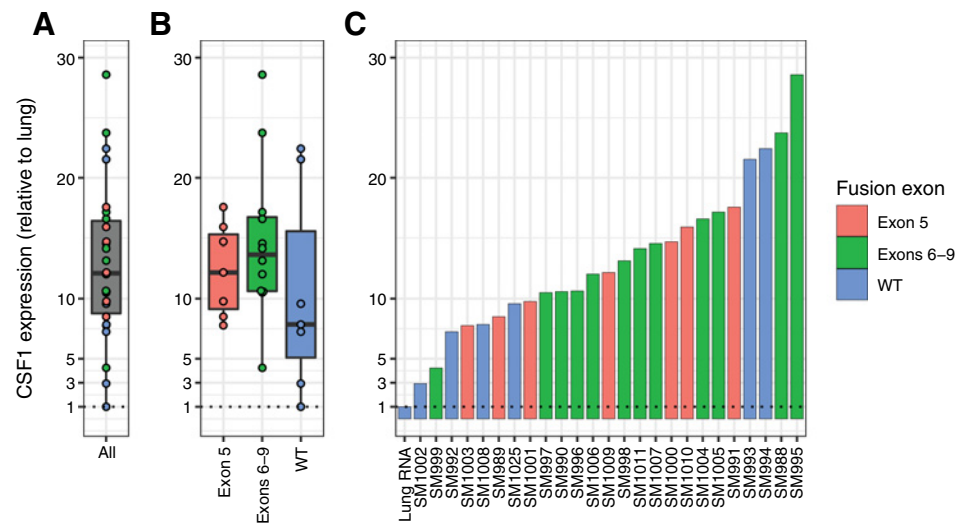 A
B
C
CSF1 expression (relative to lung)
30
20
10
5
3
1
All
30
20
10
5
3
1
Exon 5
Exons 6–9
WT
30
20
10
5
3
1
Lung RNA
SM1002
SM999
SM992
SM1003
SM1008
SM989
SM1025
SM1001
SM997
SM990
SM996
SM1006
SM1009
SM998
SM1011
SM1007
SM1000
SM1010
SM1004
SM1005
SM991
SM993
SM994
SM988
SM995
Fusion exon
Exon 5
Exons 6–9
WT